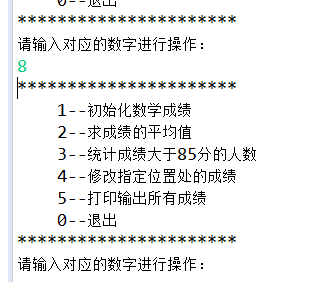 0--退出
**********************
请输入对应的数字进行操作：
8
**********************
1--初始化数学成绩
2--求成绩的平均值
3--统计成绩大于85分的人数
4--修改指定位置处的成绩
5--打印输出所有成绩
0--退出
**********************
请输入对应的数字进行操作：